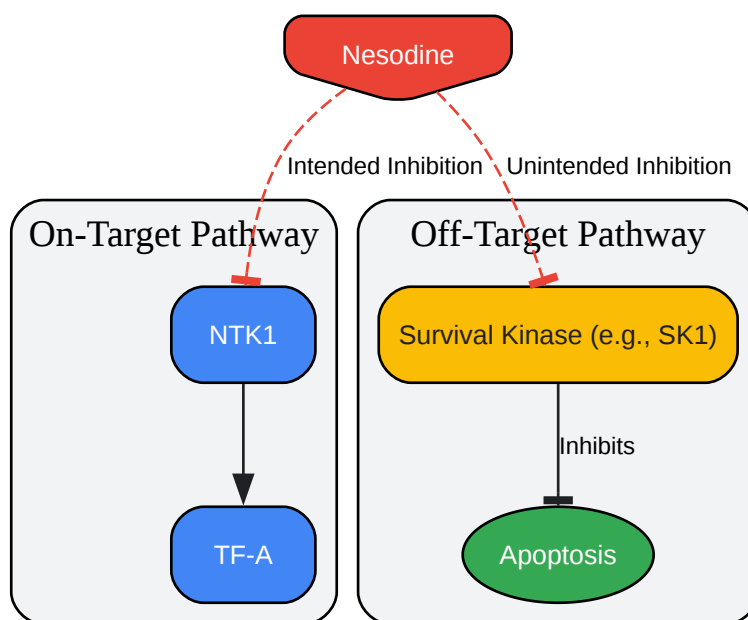 Nesodine
Intended Inhibition
Unintended Inhibition
On-Target Pathway
Off-Target Pathway
NTK1
Survival Kinase (e.g., SK1)
Inhibits
TF-A
Apoptosis